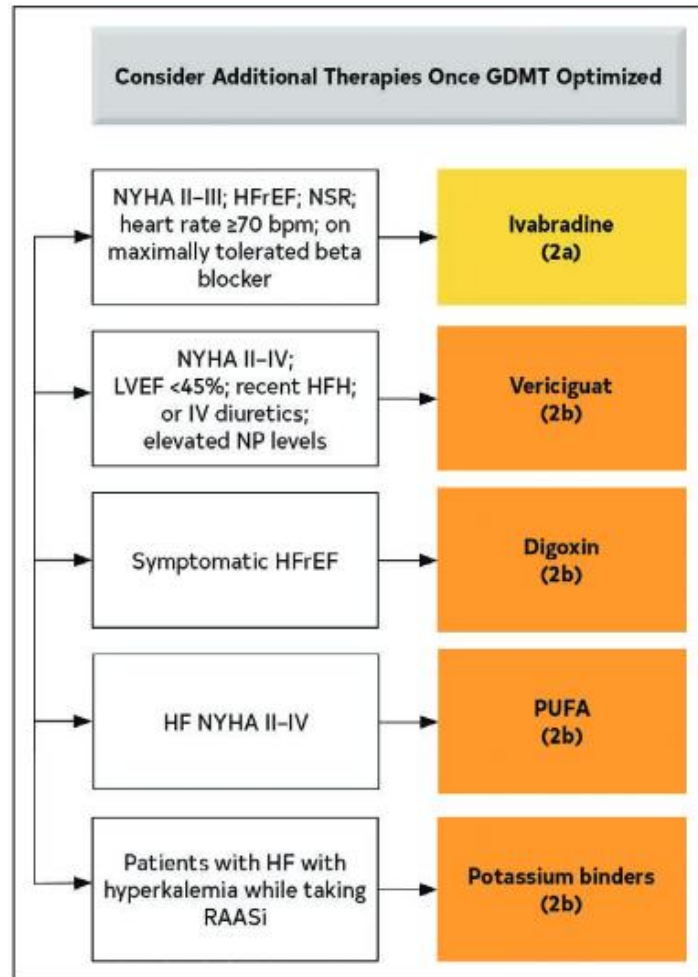 Consider Additional Therapies Once GDMT Optimized
NYHA II–III; HFrEF; NSR;
heart rate ≥70 bpm; on
maximally tolerated beta
blocker
Ivabradine
(2a)
NYHA II–IV;
LVEF <45%; recent HFH;
or IV diuretics;
elevated NP levels
Vericiguat
(2b)
Symptomatic HFrEF
Digoxin
(2b)
HF NYHA II–IV
PUFA
(2b)
Patients with HF with
hyperkalemia while taking
RAASi
Potassium binders
(2b)